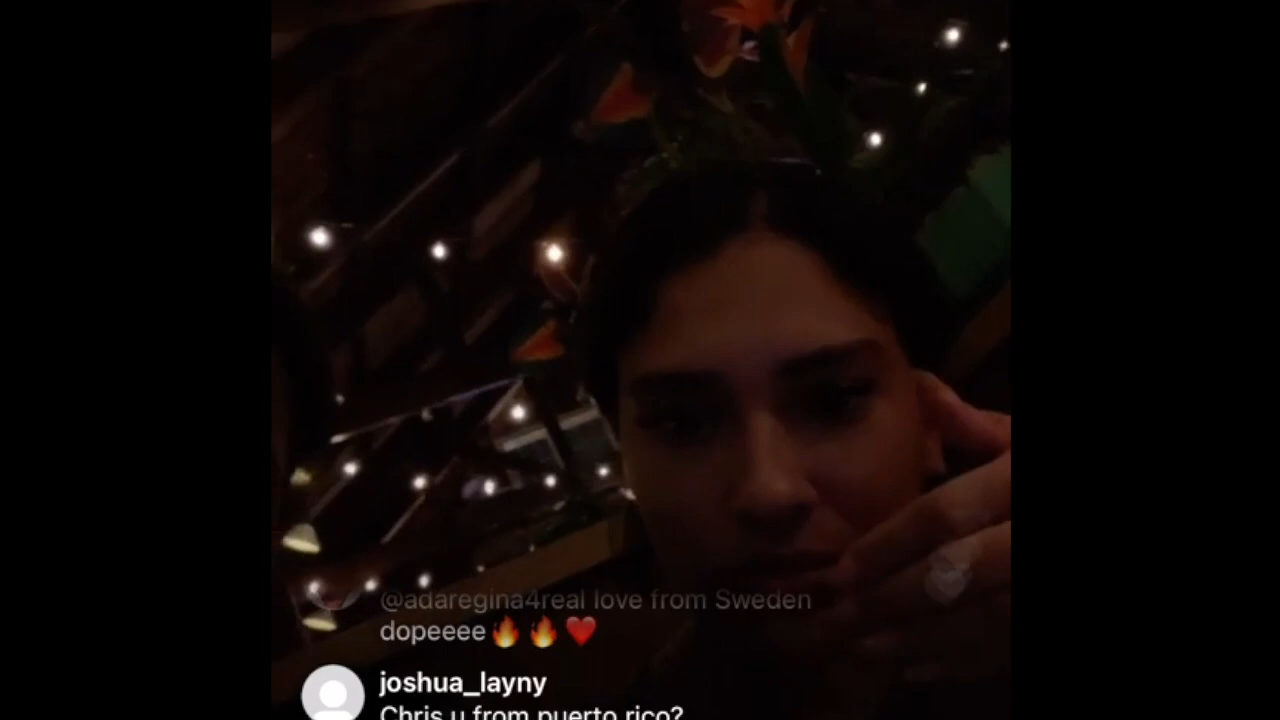 @adaregina4real love from Sweden
dopeeee🔥🔥❤️
joshua_layny
Chris u from puerto rico?